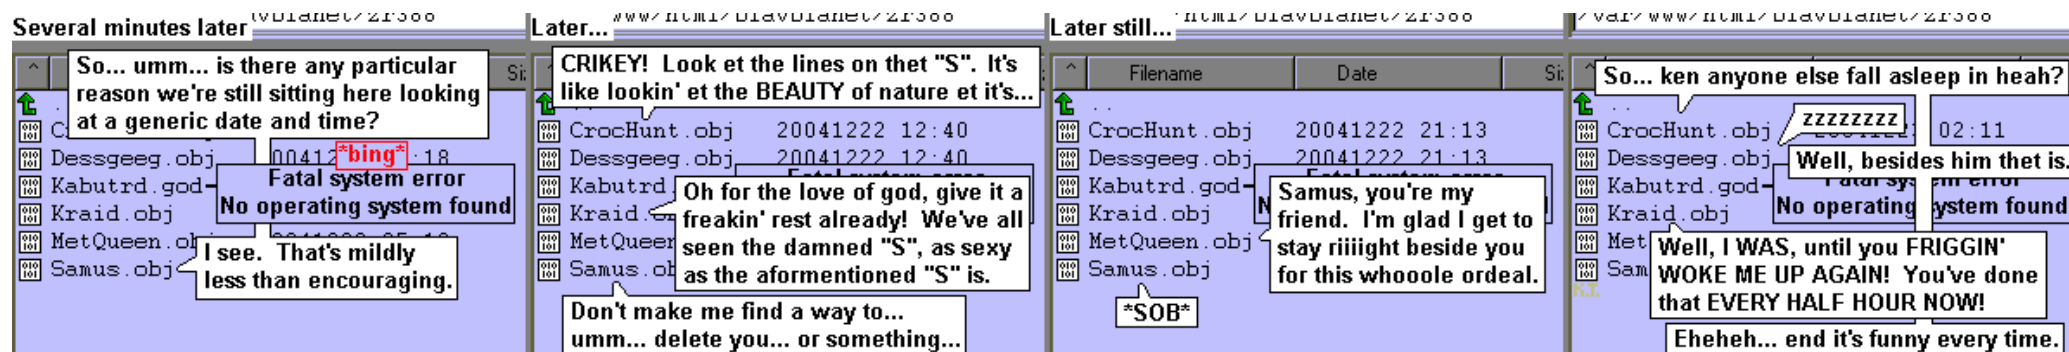 Several minutes later
So... umm... is there any particular
reason we're still sitting here looking
at a generic date and time?
Dessgeeg.obj
*bing*
:18
Kabutrd.god
Fatal system error
No operating system found
Kraid.obj
I see. That's mildly
less than encouraging.
Samus.obj
Later...
CRIKEY! Look et the lines on thet "S". It's
like lookin' et the BEAUTY of nature et it's...
CrocHunt.obj 20041222 12:40
Dessgeeg.obj 20041222 12:40
Oh for the love of god, give it a
freakin' rest already! We've all
seen the damned "S", as sexy
as the aformentioned "S" is.
Don't make me find a way to...
umm... delete you... or something...
Later still...
Filename Date
CrocHunt.obj 20041222 21:13
Dessgeeg.obj 20041222 21:13
Kabutrd.god
Kraid.obj
MetQueen.obj
Samus.obj
Samus, you're my
friend. I'm glad I get to
stay riiiight beside you
for this whooole ordeal.
*SOB*
So... ken anyone else fall asleep in heah?
CrocHunt.obj
zzzzzzzz
02:11
Dessgeeg.obj
Well, besides him thet is.
Kabutrd.god
Fatal system error
No operating system found
Kraid.obj
Well, I WAS, until you FRIGGIN'
WOKE ME UP AGAIN! You've done
that EVERY HALF HOUR NOW!
Eheheh... end it's funny every time.